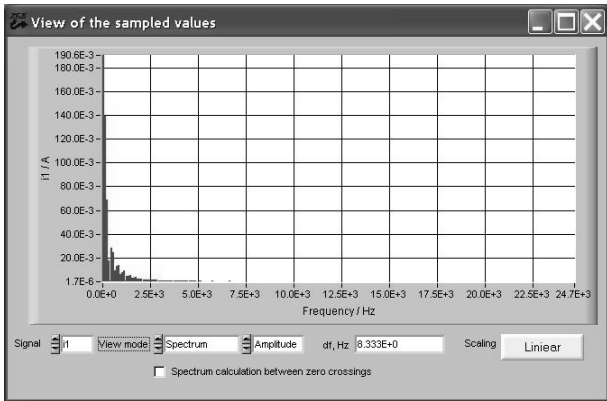 View of the sampled values
190.6E-3
180.0E-3
160.0E-3
140.0E-3
120.0E-3
100.0E-3
80.0E-3
60.0E-3
40.0E-3
20.0E-3
1.7E-6
i1 / A
0.0E+0 2.5E+3 5.0E+3 7.5E+3 10.0E+3 12.5E+3 15.0E+3 17.5E+3 20.0E+3 22.5E+3 24.7E+3
Frequency / Hz
Signal i1 View mode Spectrum Amplitude df, Hz 8.333E+0 Scaling Liniear
Spectrum calculation between zero crossings